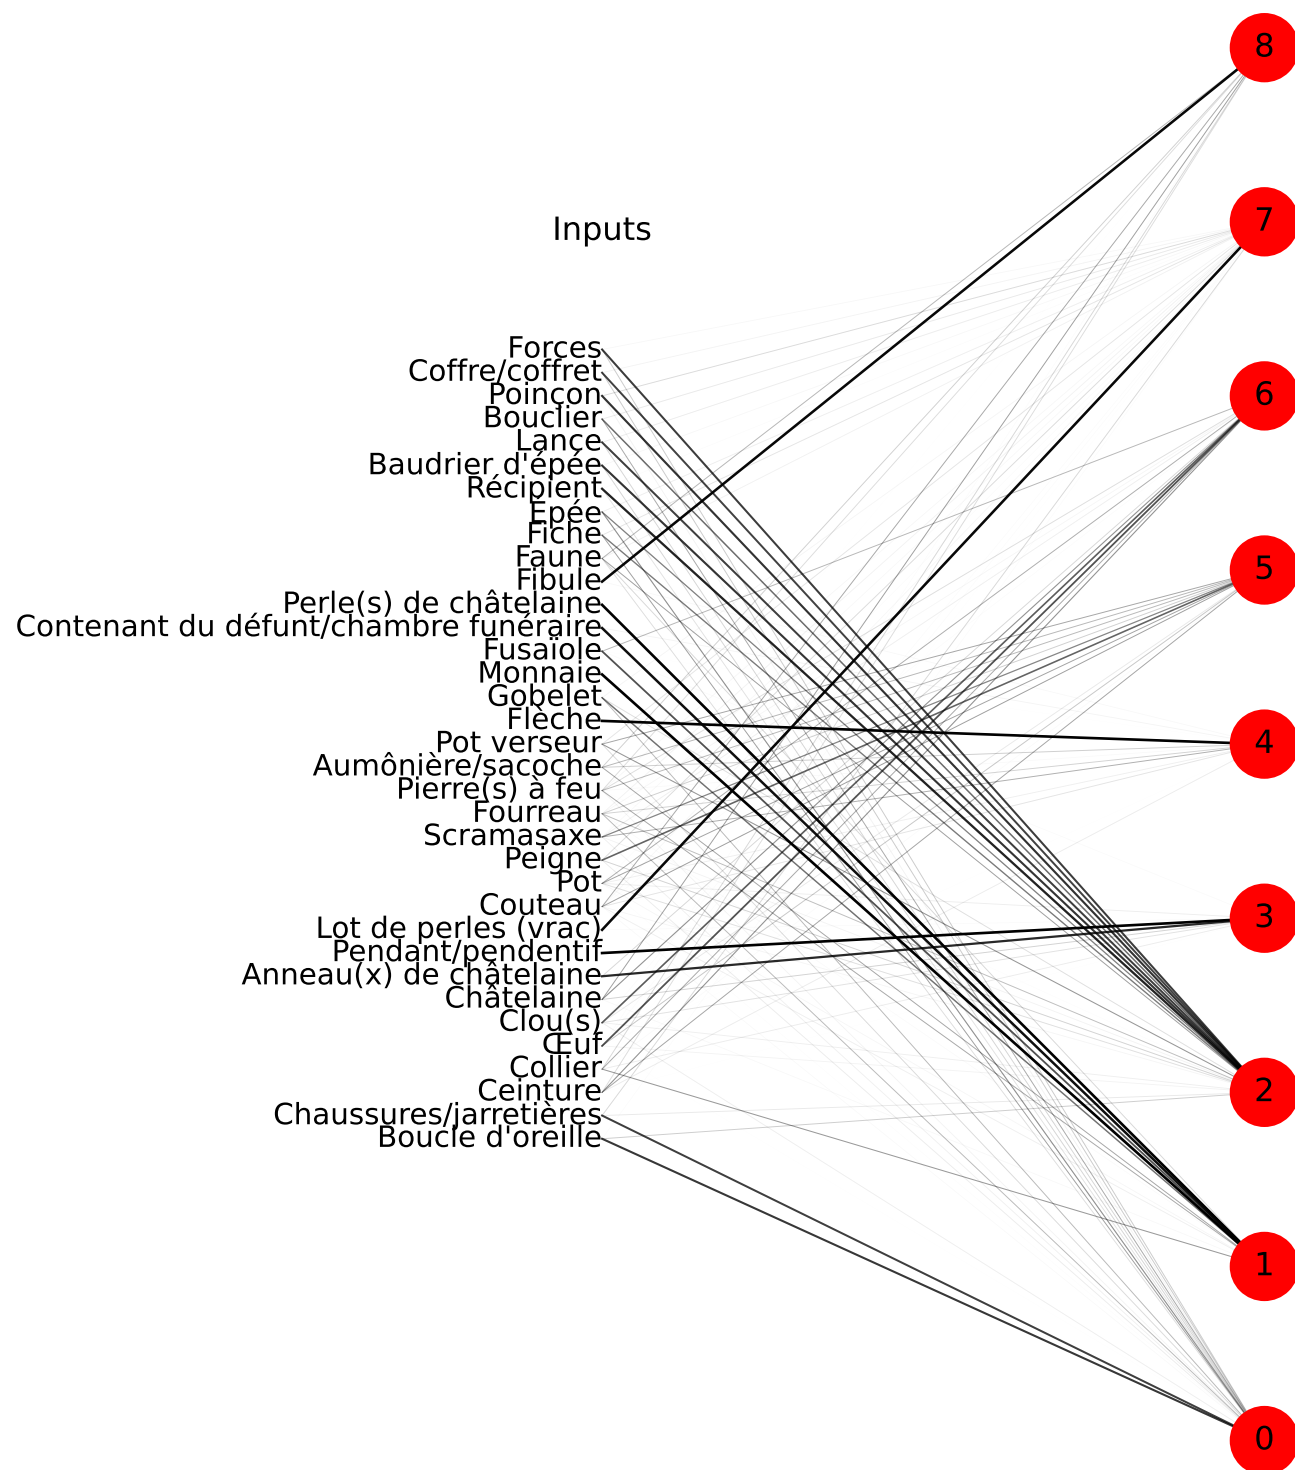 8
7
Inputs
Forces
Coffre/coffret
6
Poinçon
Bouclier
Lance
Baudrier d'épée
Récipient
Epée
Fiche
Faune
5
Fibule
Perle(s) de châtelaine
Contenant du défunt/chambre funéraire
Fusaïole
Monnaie
Gobelet
Flèche
Pot verseur
4
Aumônière/sacoche
Pierre(s) à feu
Fourreau
Scramasaxe
Peigne
Pot
Couteau
3
Lot de perles (vrac)
Pendant/pendentif
Anneau(x) de châtelaine
Châtelaine
Clou(s)
Œuf
Collier
Ceinture
2
Chaussures/jarretières
Boucle d'oreille
1
0